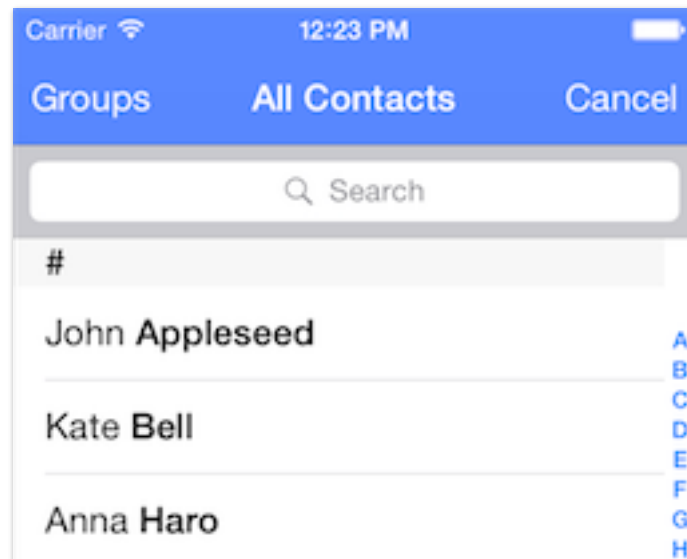 Carrier 12:23 PM
Groups All Contacts Cancel
Search
#
John Appleseed
Kate Bell
Anna Haro
A
B
C
D
E
F
G
H